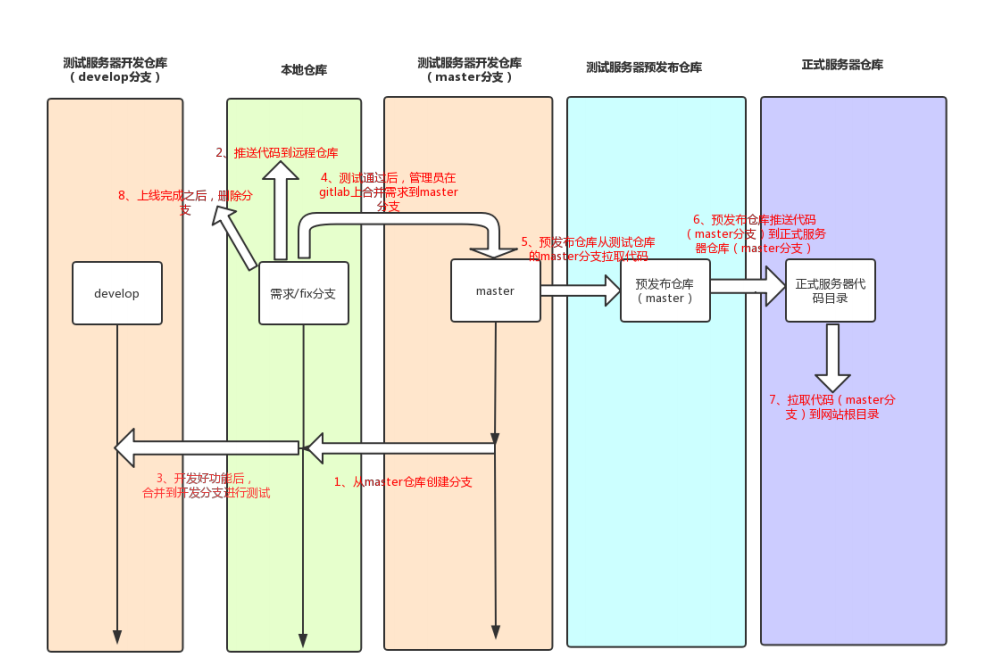 测试服务器开发仓库
（develop分支）
本地仓库
测试服务器开发仓库
（master分支）
测试服务器预发布仓库
正式服务器仓库
2、推送代码到远程仓库
4、测试通过后，管理员在
gitlab上合并需求到master
分支
8、上线完成之后，删除分
支
6、预发布仓库推送代码
（master分支）到正式服务
器仓库（master分支）
5、预发布仓库从测试仓库
的master分支拉取代码
develop
需求/fix分支
master
预发布仓库
（master）
正式服务器代
码目录
7、拉取代码（master分
支）到网站根目录
3、开发好功能后，
合并到开发分支进行测试
1、从master仓库创建分支